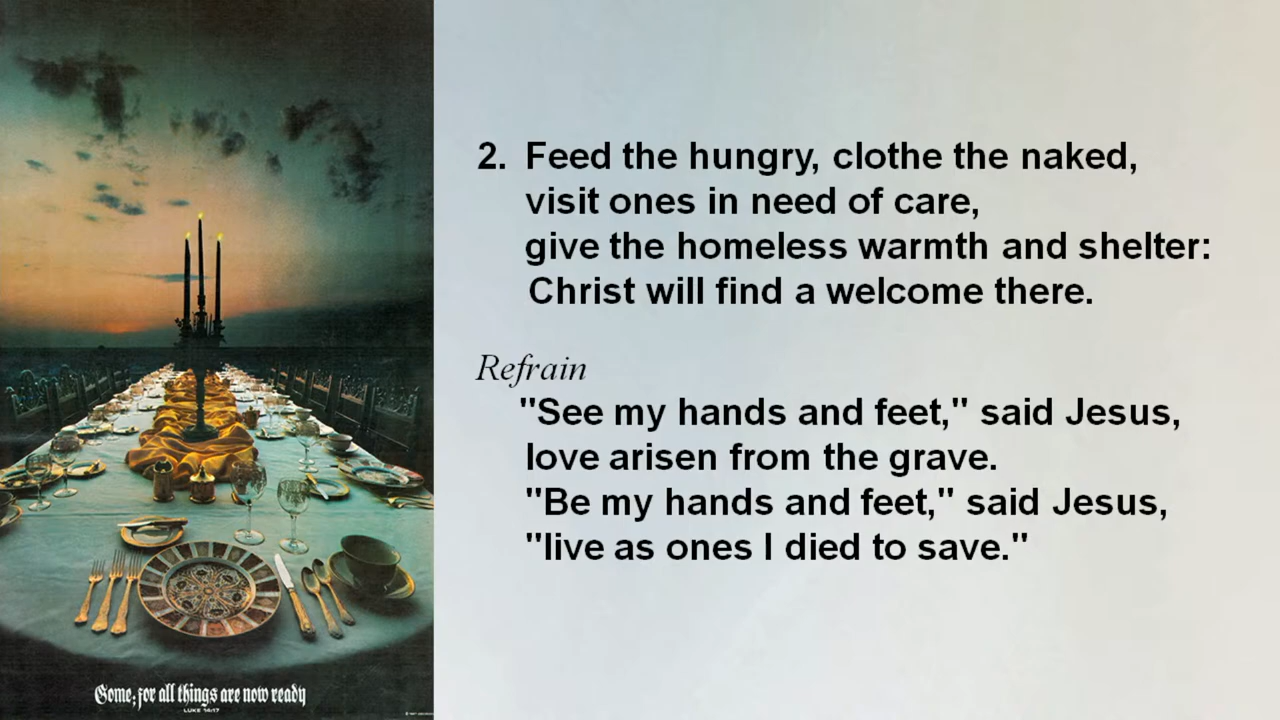 2. Feed the hungry, clothe the naked,
visit ones in need of care,
give the homeless warmth and shelter:
Christ will find a welcome there.
Refrain
"See my hands and feet," said Jesus,
love arisen from the grave.
"Be my hands and feet," said Jesus,
"live as ones I died to save."
Come, for all things are now ready
LUKE 14:17